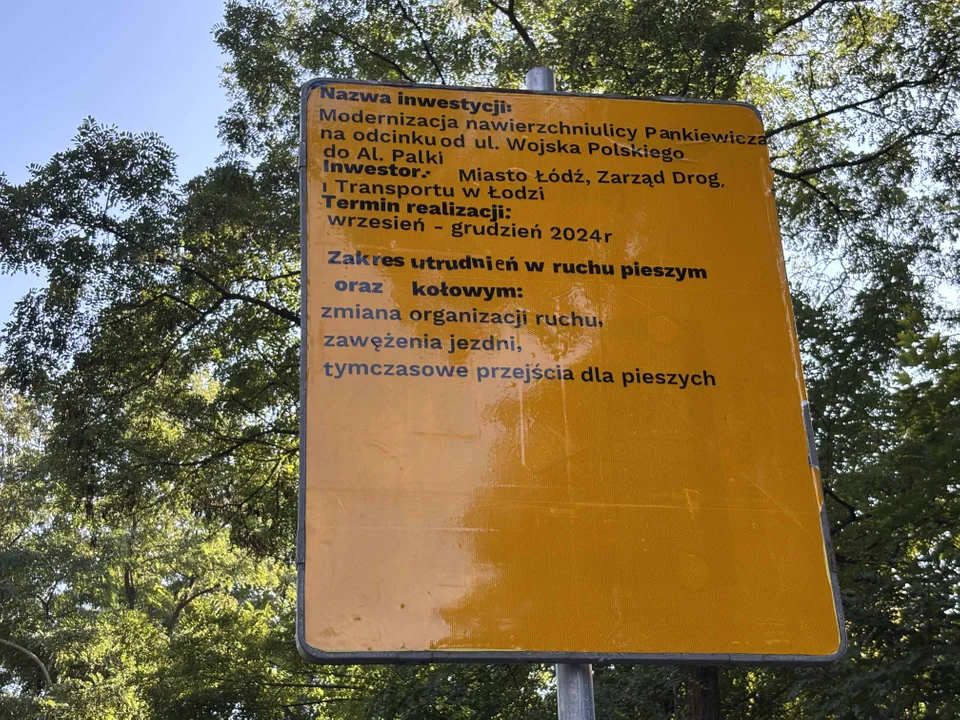 Nazwa inwestycji:
Modernizacja nawierzchniulicy Pankiewicza
na odcinku od ul. Wojska Polskiego
do Al. Palki
Inwestor: Miasto Łódź, Zarząd Dróg,
i Transportu w Łodzi
Termin realizacji:
wrzesień - grudzień 2024r
Zakres utrudnień w ruchu pieszym
oraz kołowym:
zmiana organizacji ruchu,
zawężenia jezdni,
tymczasowe przejścia dla pieszych